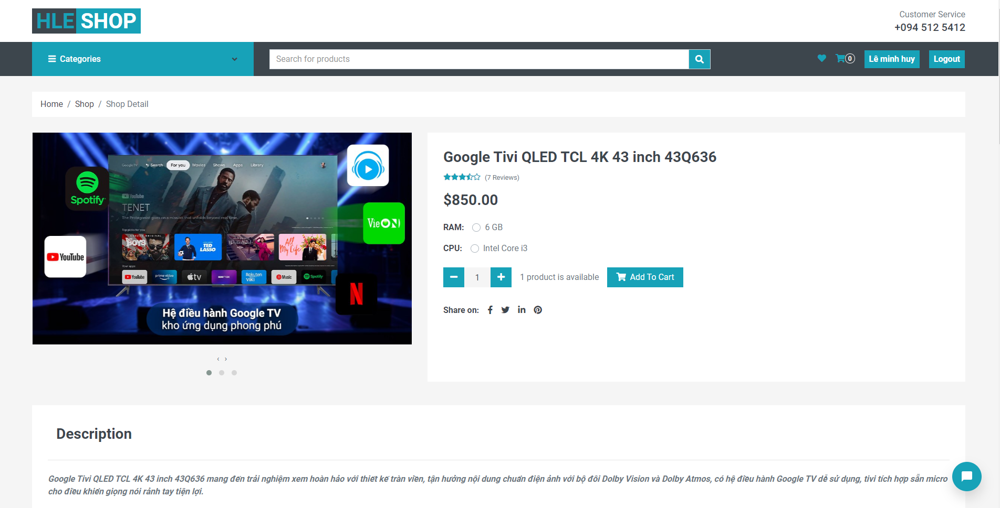 HLE SHOP
Customer Service
+094 512 5412
Categories
Search for products
0
Lê minh huy
Logout
Home / Shop / Shop Detail
Google TV
Search
For you
Movies
Shows
Apps
Library
Spotify
YouTube
TENET
The Protagonist goes on a mission that unfolds beyond real time.
VieON
Top picks for you
THE BOYS
TED LASSO
All My Life
YouTube
Your apps
YouTube
prime video
tv
HBOmax
Rakuten VIKI
Music
Spotify
N
Hệ điều hành Google TV
kho ứng dụng phong phú
‹ ›
Google Tivi QLED TCL 4K 43 inch 43Q636
(7 Reviews)
$850.00
RAM: 6 GB
CPU: Intel Core i3
1
1 product is available
Add To Cart
Share on:
Description
Google Tivi QLED TCL 4K 43 inch 43Q636 mang đến trải nghiệm xem hoàn hảo với thiết kế tràn viền, tận hưởng nội dung chuẩn điện ảnh với bộ đôi Dolby Vision và Dolby Atmos, có hệ điều hành Google TV dễ sử dụng, tivi tích hợp sẵn micro
cho điều khiển giọng nói rảnh tay tiện lợi.